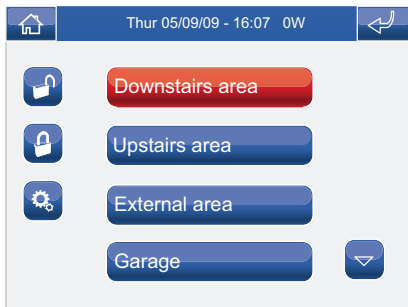 Thur 05/09/09 - 16:07 0W
Downstairs area
Upstairs area
External area
Garage